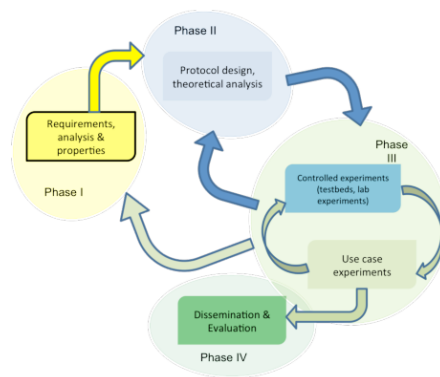 Phase II
Protocol design,
theoretical analysis
Requirements,
analysis &
properties
Phase I
Phase
III
Controlled experiments
(testbeds, lab
experiments)
Use case
experiments
Dissemination &
Evaluation
Phase IV